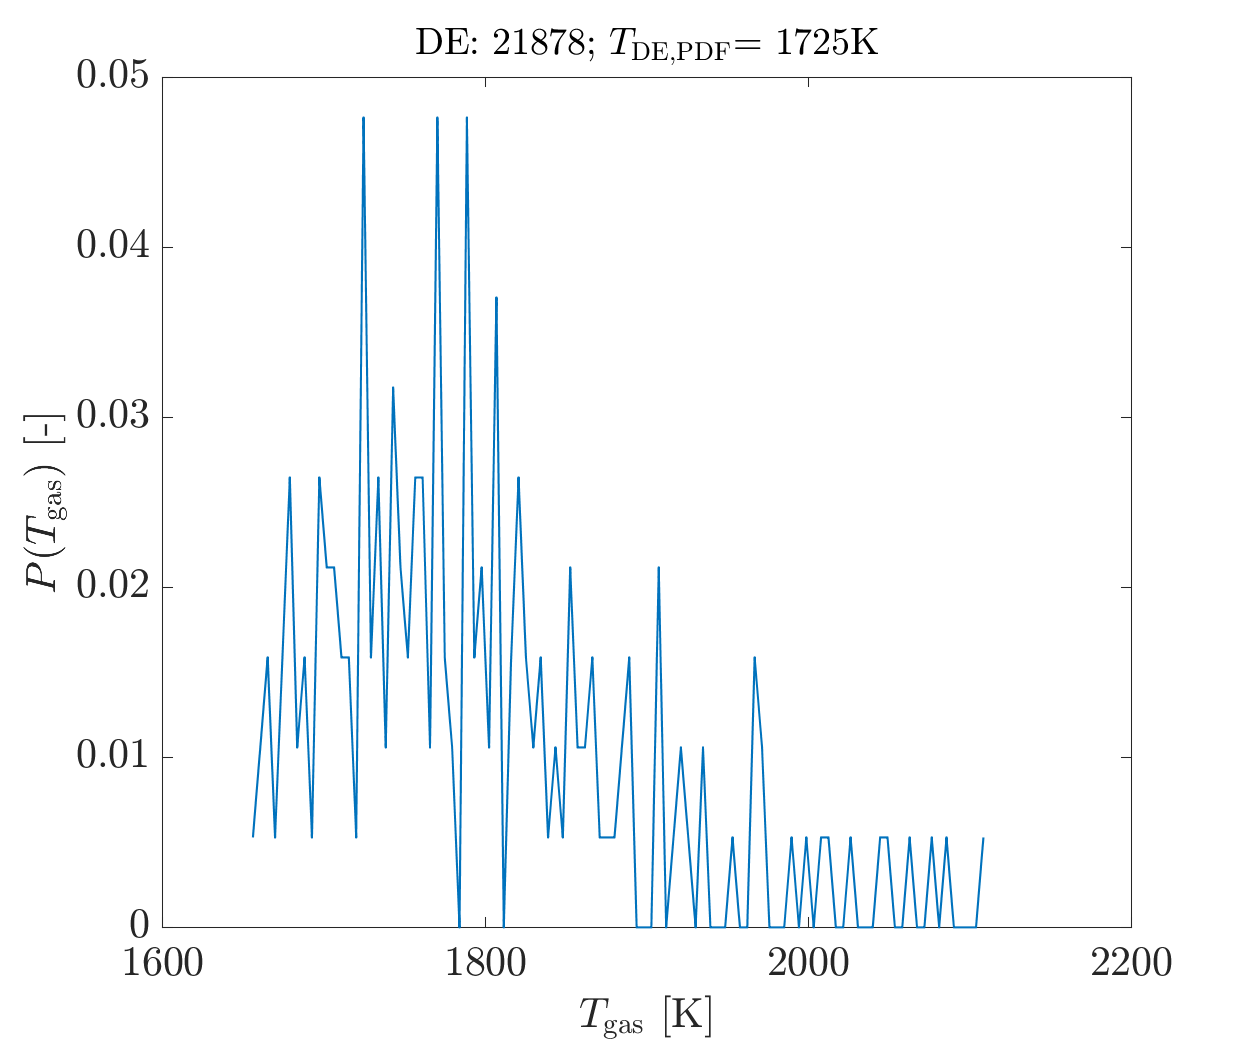 DE: 21878; T_DE,PDF= 1725K
0.05
0.04
0.03
0.02
0.01
0
P(T_gas) [-]
1600 1800 2000 2200
T_gas [K]